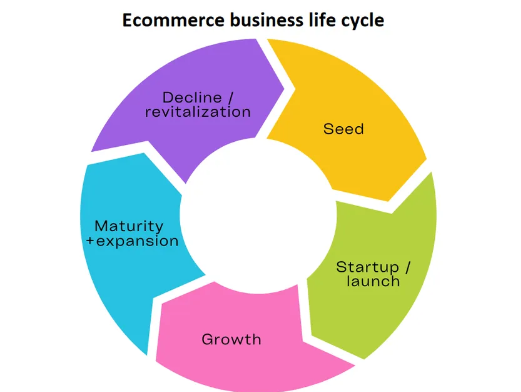 Ecommerce business life cycle
Decline /
revitalization
Seed
Maturity
+expansion
Startup /
launch
Growth